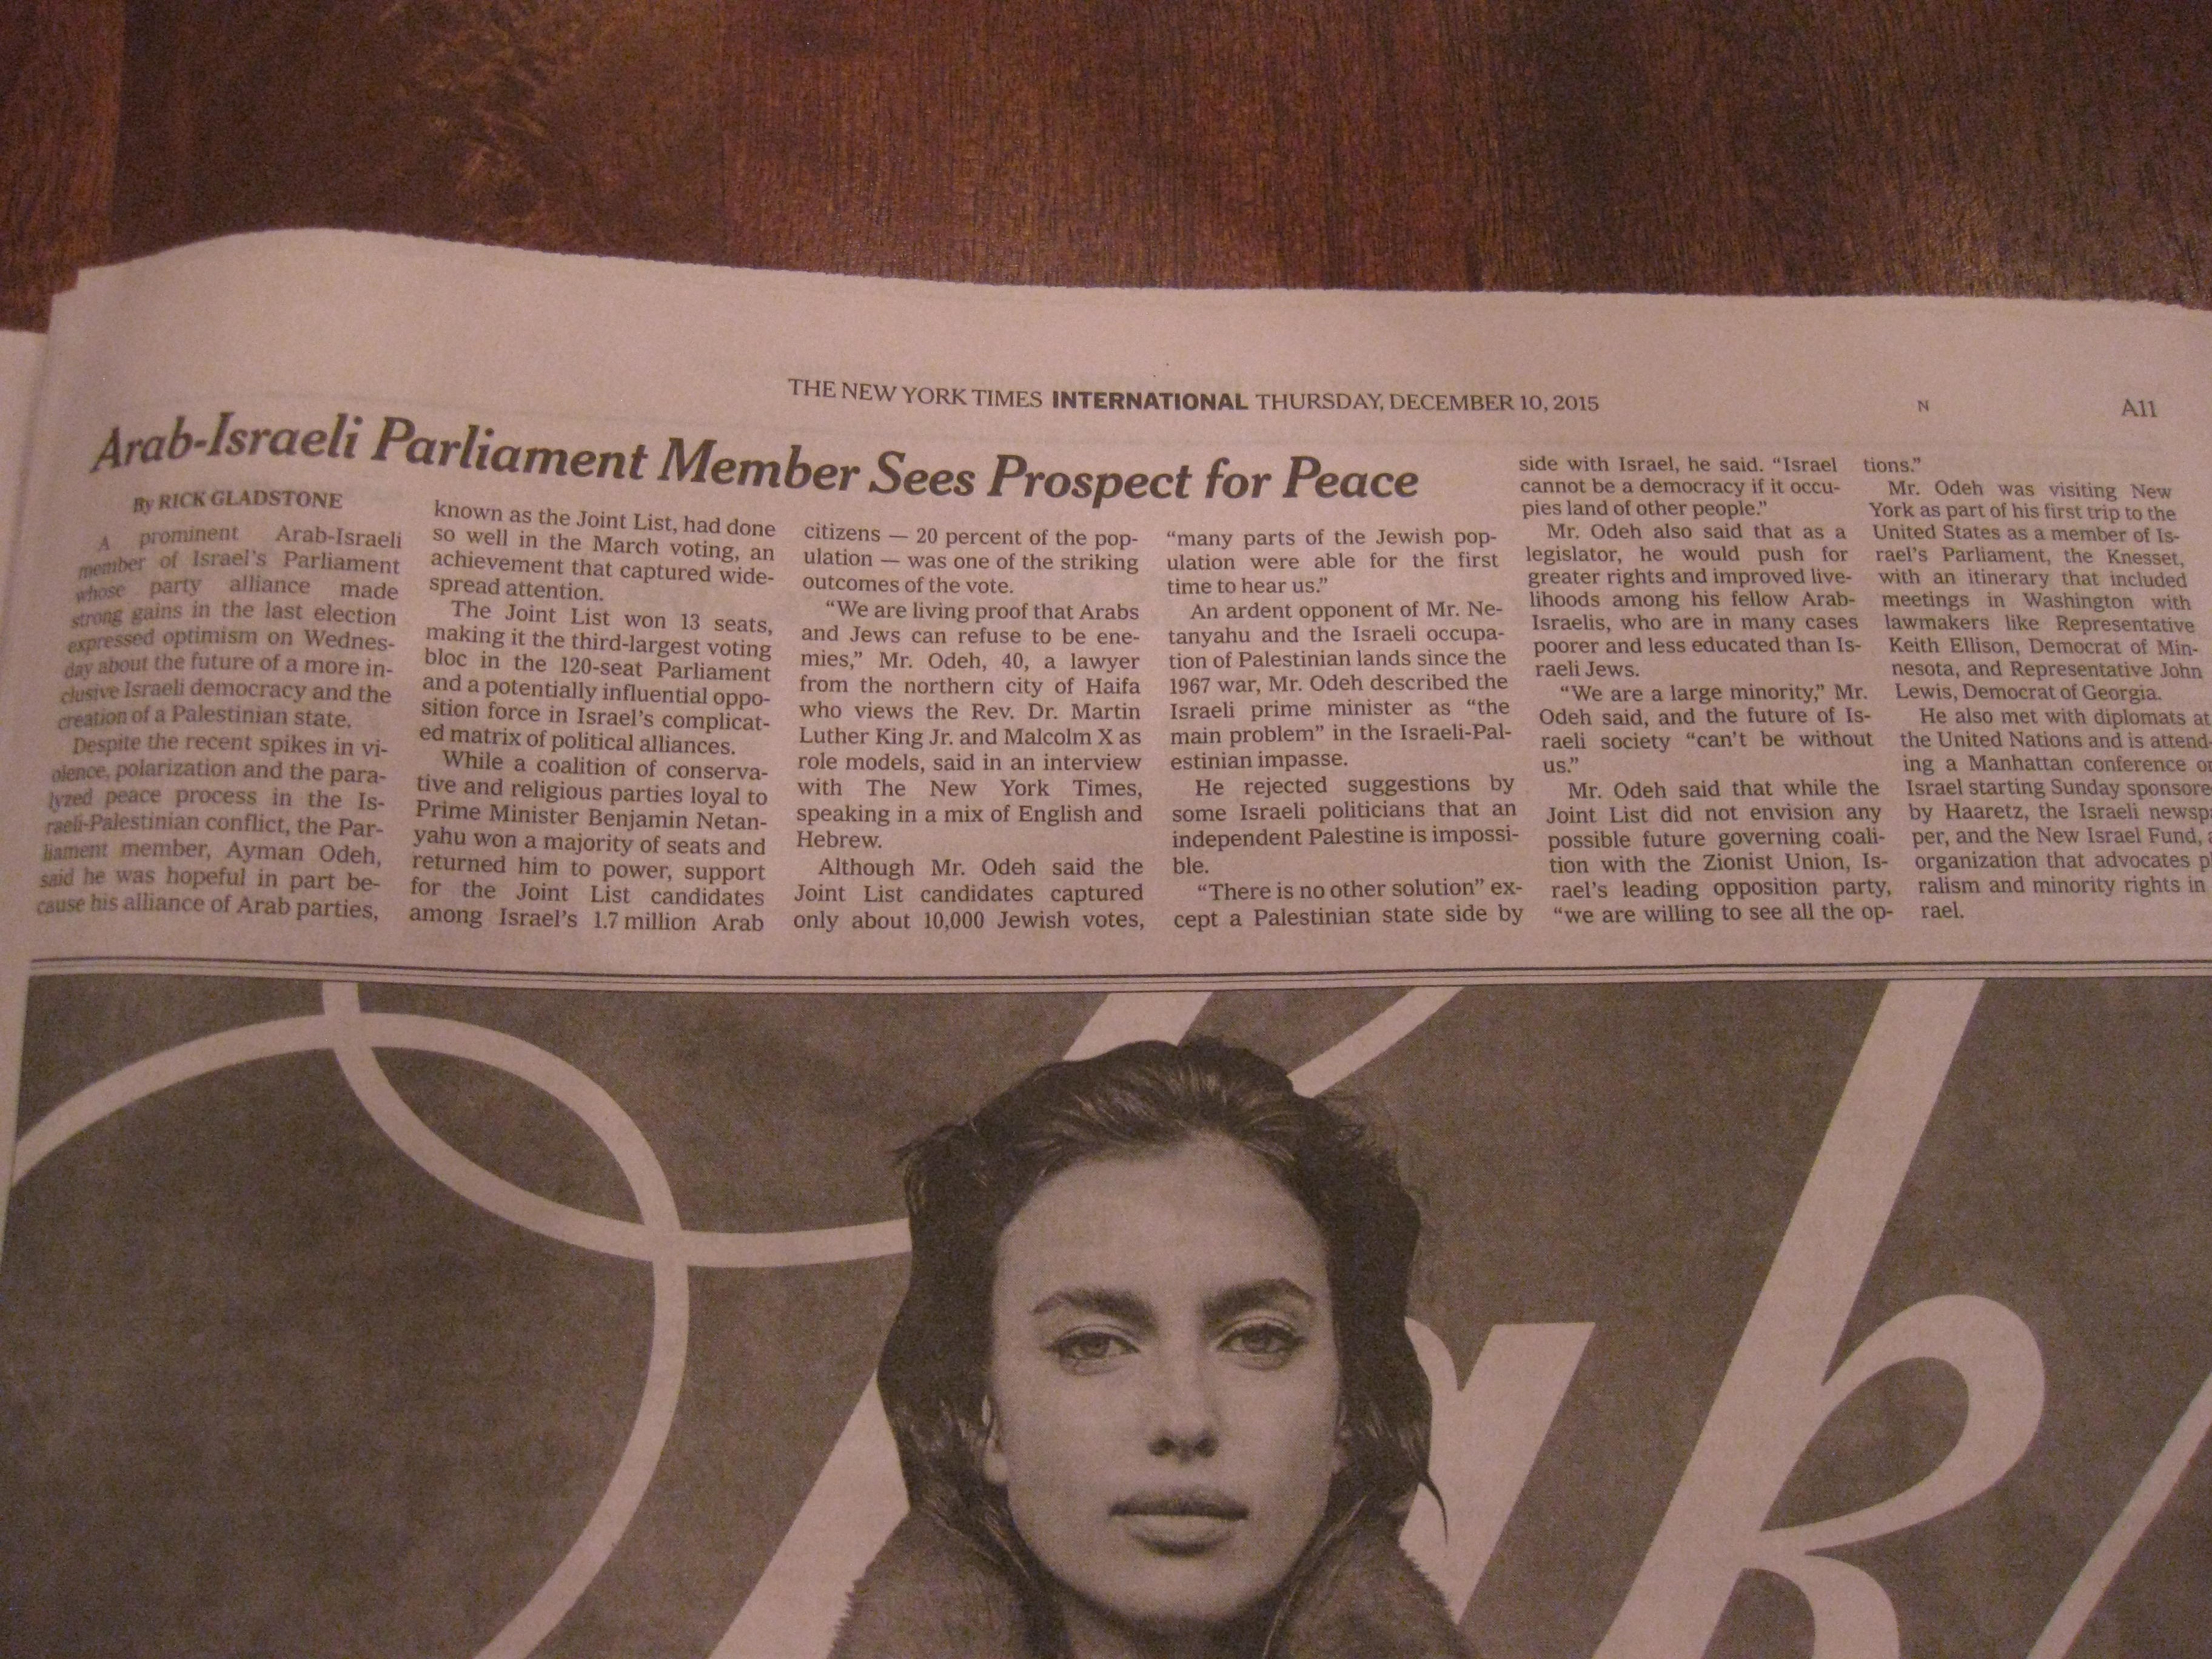 THE NEW YORK TIMES INTERNATIONAL THURSDAY, DECEMBER 10, 2015
N
A11
Arab-Israeli Parliament Member Sees Prospect for Peace
By RICK GLADSTONE
A prominent Arab-Israeli
member of Israel's Parliament
whose party alliance made
strong gains in the last election
expressed optimism on Wednes-
day about the future of a more in-
clusive Israeli democracy and the
creation of a Palestinian state.
Despite the recent spikes in vi-
olence, polarization and the para-
lyzed peace process in the Is-
raeli-Palestinian conflict, the Par-
liament member, Ayman Odeh,
said he was hopeful in part be-
cause his alliance of Arab parties,
known as the Joint List, had done
so well in the March voting, an
achievement that captured wide-
spread attention.
The Joint List won 13 seats,
making it the third-largest voting
bloc in the 120-seat Parliament
and a potentially influential oppo-
sition force in Israel's complicat-
ed matrix of political alliances.
While a coalition of conserva-
tive and religious parties loyal to
Prime Minister Benjamin Netan-
yahu won a majority of seats and
returned him to power, support
for the Joint List candidates
among Israel's 1.7 million Arab
citizens — 20 percent of the pop-
ulation — was one of the striking
outcomes of the vote.
“We are living proof that Arabs
and Jews can refuse to be ene-
mies,” Mr. Odeh, 40, a lawyer
from the northern city of Haifa
who views the Rev. Dr. Martin
Luther King Jr. and Malcolm X as
role models, said in an interview
with The New York Times,
speaking in a mix of English and
Hebrew.
Although Mr. Odeh said the
Joint List candidates captured
only about 10,000 Jewish votes,
“many parts of the Jewish pop-
ulation were able for the first
time to hear us.”
An ardent opponent of Mr. Ne-
tanyahu and the Israeli occupa-
tion of Palestinian lands since the
1967 war, Mr. Odeh described the
Israeli prime minister as “the
main problem” in the Israeli-Pal-
estinian impasse.
He rejected suggestions by
some Israeli politicians that an
independent Palestine is impossi-
ble.
“There is no other solution” ex-
cept a Palestinian state side by
side with Israel, he said. “Israel
cannot be a democracy if it occu-
pies land of other people.”
Mr. Odeh also said that as a
legislator, he would push for
greater rights and improved live-
lihoods among his fellow Arab-
Israelis, who are in many cases
poorer and less educated than Is-
raeli Jews.
“We are a large minority,” Mr.
Odeh said, and the future of Is-
raeli society “can't be without
us.”
Mr. Odeh said that while the
Joint List did not envision any
possible future governing coali-
tion with the Zionist Union, Is-
rael's leading opposition party,
“we are willing to see all the op-
tions.”
Mr. Odeh was visiting New
York as part of his first trip to the
United States as a member of Is-
rael's Parliament, the Knesset,
with an itinerary that included
meetings in Washington with
lawmakers like Representative
Keith Ellison, Democrat of Min-
nesota, and Representative John
Lewis, Democrat of Georgia.
He also met with diplomats at
the United Nations and is attend-
ing a Manhattan conference
Israel starting Sunday
by Haaretz, the Israeli
per, and the New Israel Fund,
organization that advocates
ralism and minority rights in
rael.